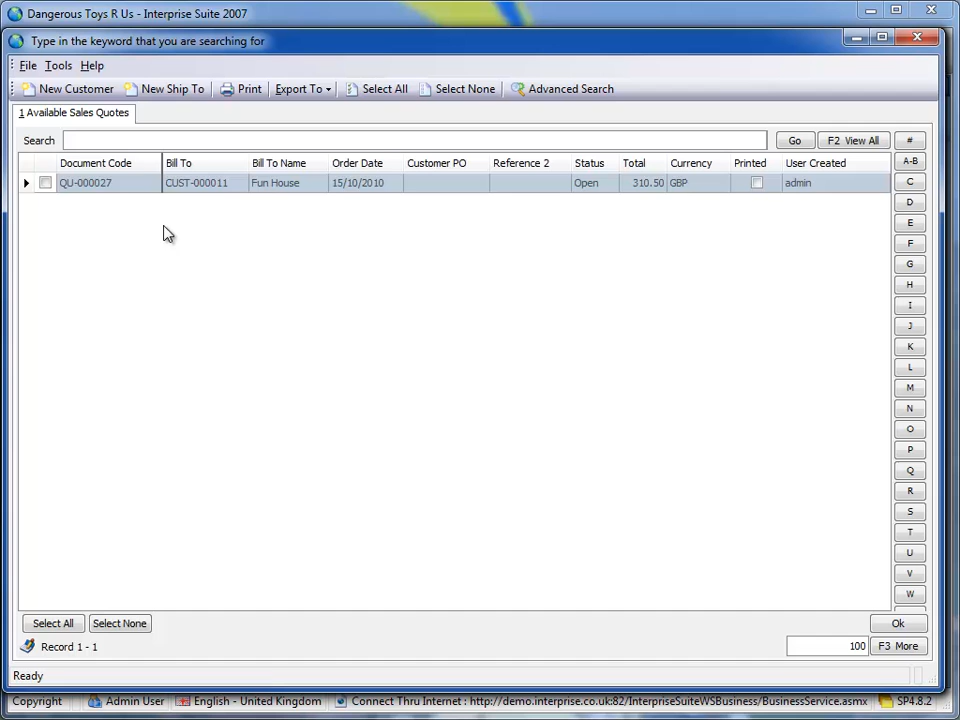 Dangerous Toys R Us - Interprise Suite 2007
Type in the keyword that you are searching for
File Tools Help
New Customer New Ship To Print Export To Select All Select None Advanced Search
1 Available Sales Quotes
Search Go F2 View All #
Document Code Bill To Bill To Name Order Date Customer PO Reference 2 Status Total Currency Printed User Created
QU-000027 CUST-000011 Fun House 15/10/2010 Open 310.50 GBP admin
A-B
C
D
E
F
G
H
I
J
K
L
M
N
O
P
Q
R
S
T
U
V
W
Select All Select None Ok
Record 1 - 1 100 F3 More
Ready
Copyright Admin User English - United Kingdom Connect Thru Internet : http://demo.interprise.co.uk:82/InterpriseSuiteWSBusiness/BusinessService.asmx SP4.8.2